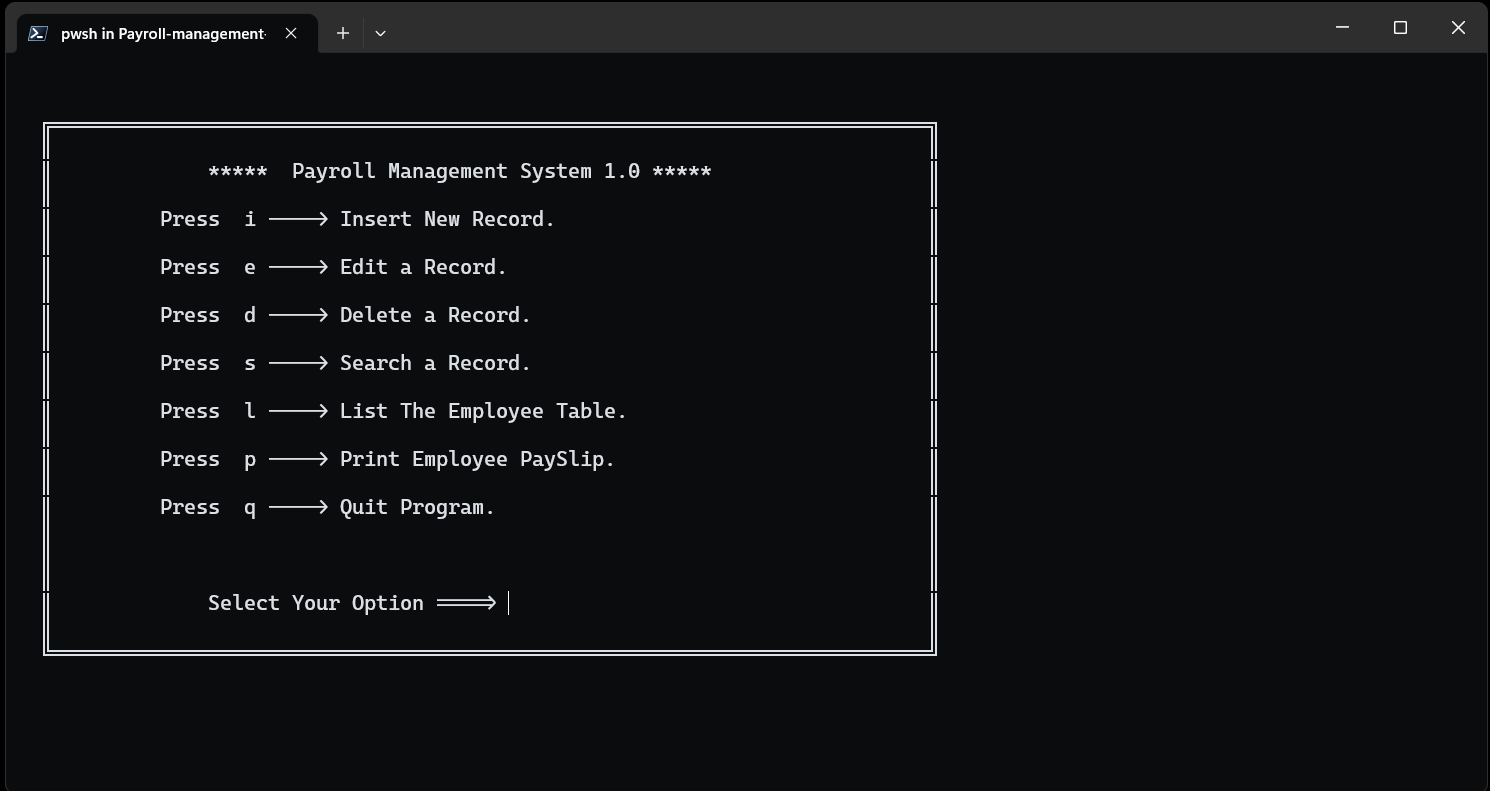 pwsh in Payroll-management-
***** Payroll Management System 1.0 *****
Press i ----> Insert New Record.
Press e ----> Edit a Record.
Press d ----> Delete a Record.
Press s ----> Search a Record.
Press l ----> List The Employee Table.
Press p ----> Print Employee PaySlip.
Press q ----> Quit Program.
Select Your Option ====>